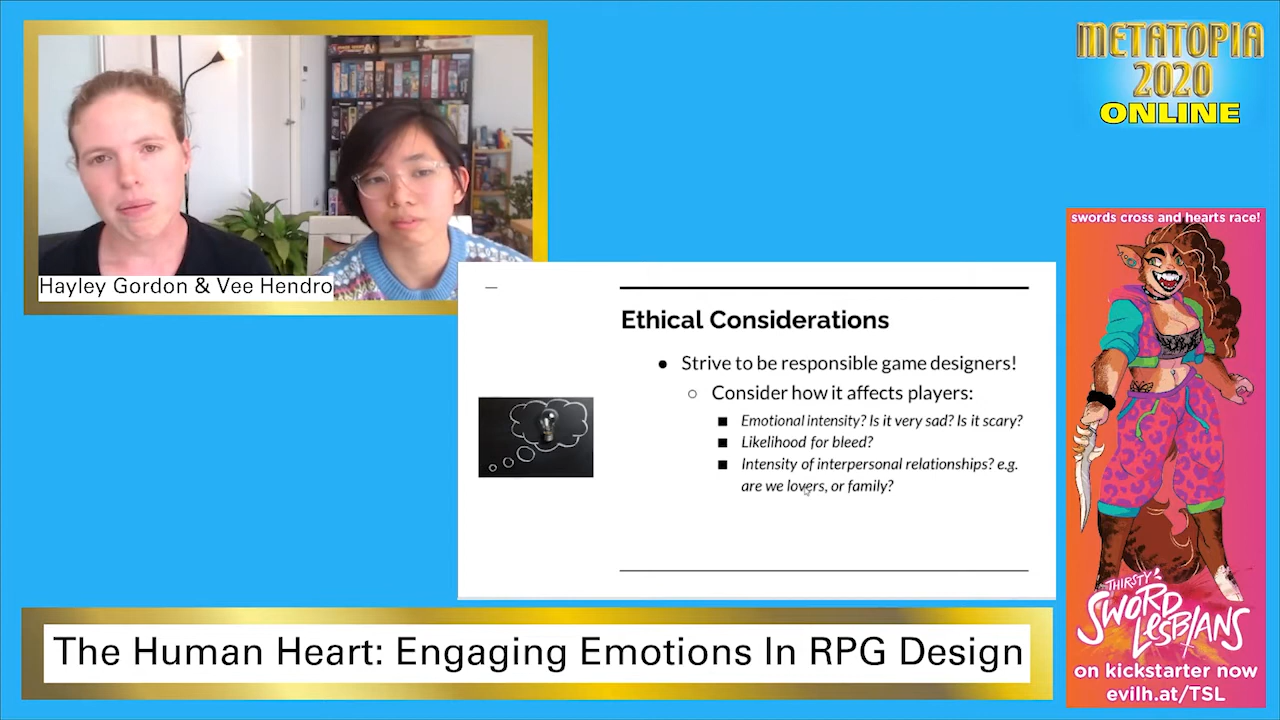 METATOPIA
2020
ONLINE
Hayley Gordon & Vee Hendro
Ethical Considerations
● Strive to be responsible game designers!
○ Consider how it affects players:
■ Emotional intensity? Is it very sad? Is it scary?
■ Likelihood for bleed?
■ Intensity of interpersonal relationships? e.g.
are we lovers, or family?
swords cross and hearts race!
THIRSTY
SWORD
LESBIANS
on kickstarter now
evilh.at/TSL
The Human Heart: Engaging Emotions In RPG Design